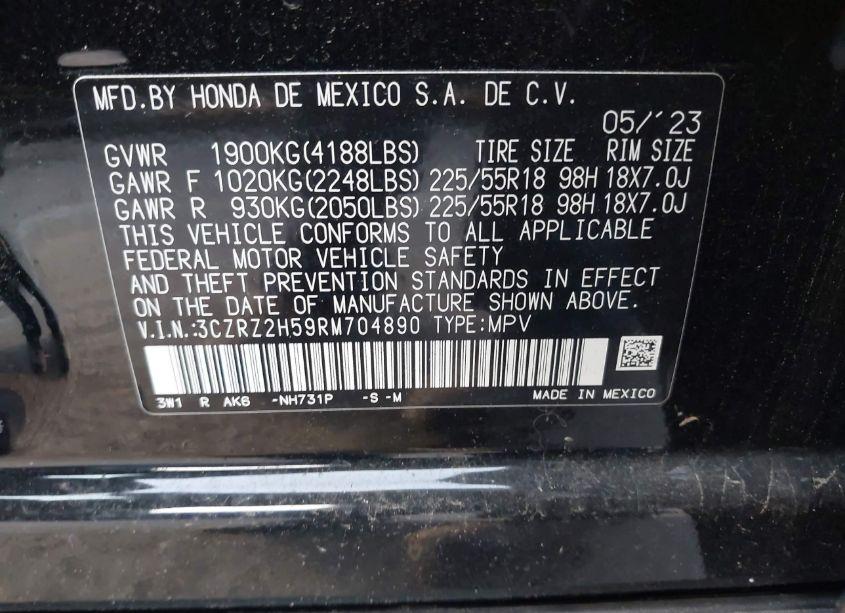 MFD.BY HONDA DE MEXICO S.A. DE C.V.
05/'23
GVWR 1900KG(4188LBS) TIRE SIZE RIM SIZE
GAWR F 1020KG(2248LBS) 225/55R18 98H 18X7.0J
GAWR R 930KG(2050LBS) 225/55R18 98H 18X7.0J
THIS VEHICLE CONFORMS TO ALL APPLICABLE
FEDERAL MOTOR VEHICLE SAFETY
AND THEFT PREVENTION STANDARDS IN EFFECT
ON THE DATE OF MANUFACTURE SHOWN ABOVE.
V.I.N.:3CZRZ2H59RM704890 TYPE:MPV
3W1 R AK6 -NH731P -S -M MADE IN MEXICO